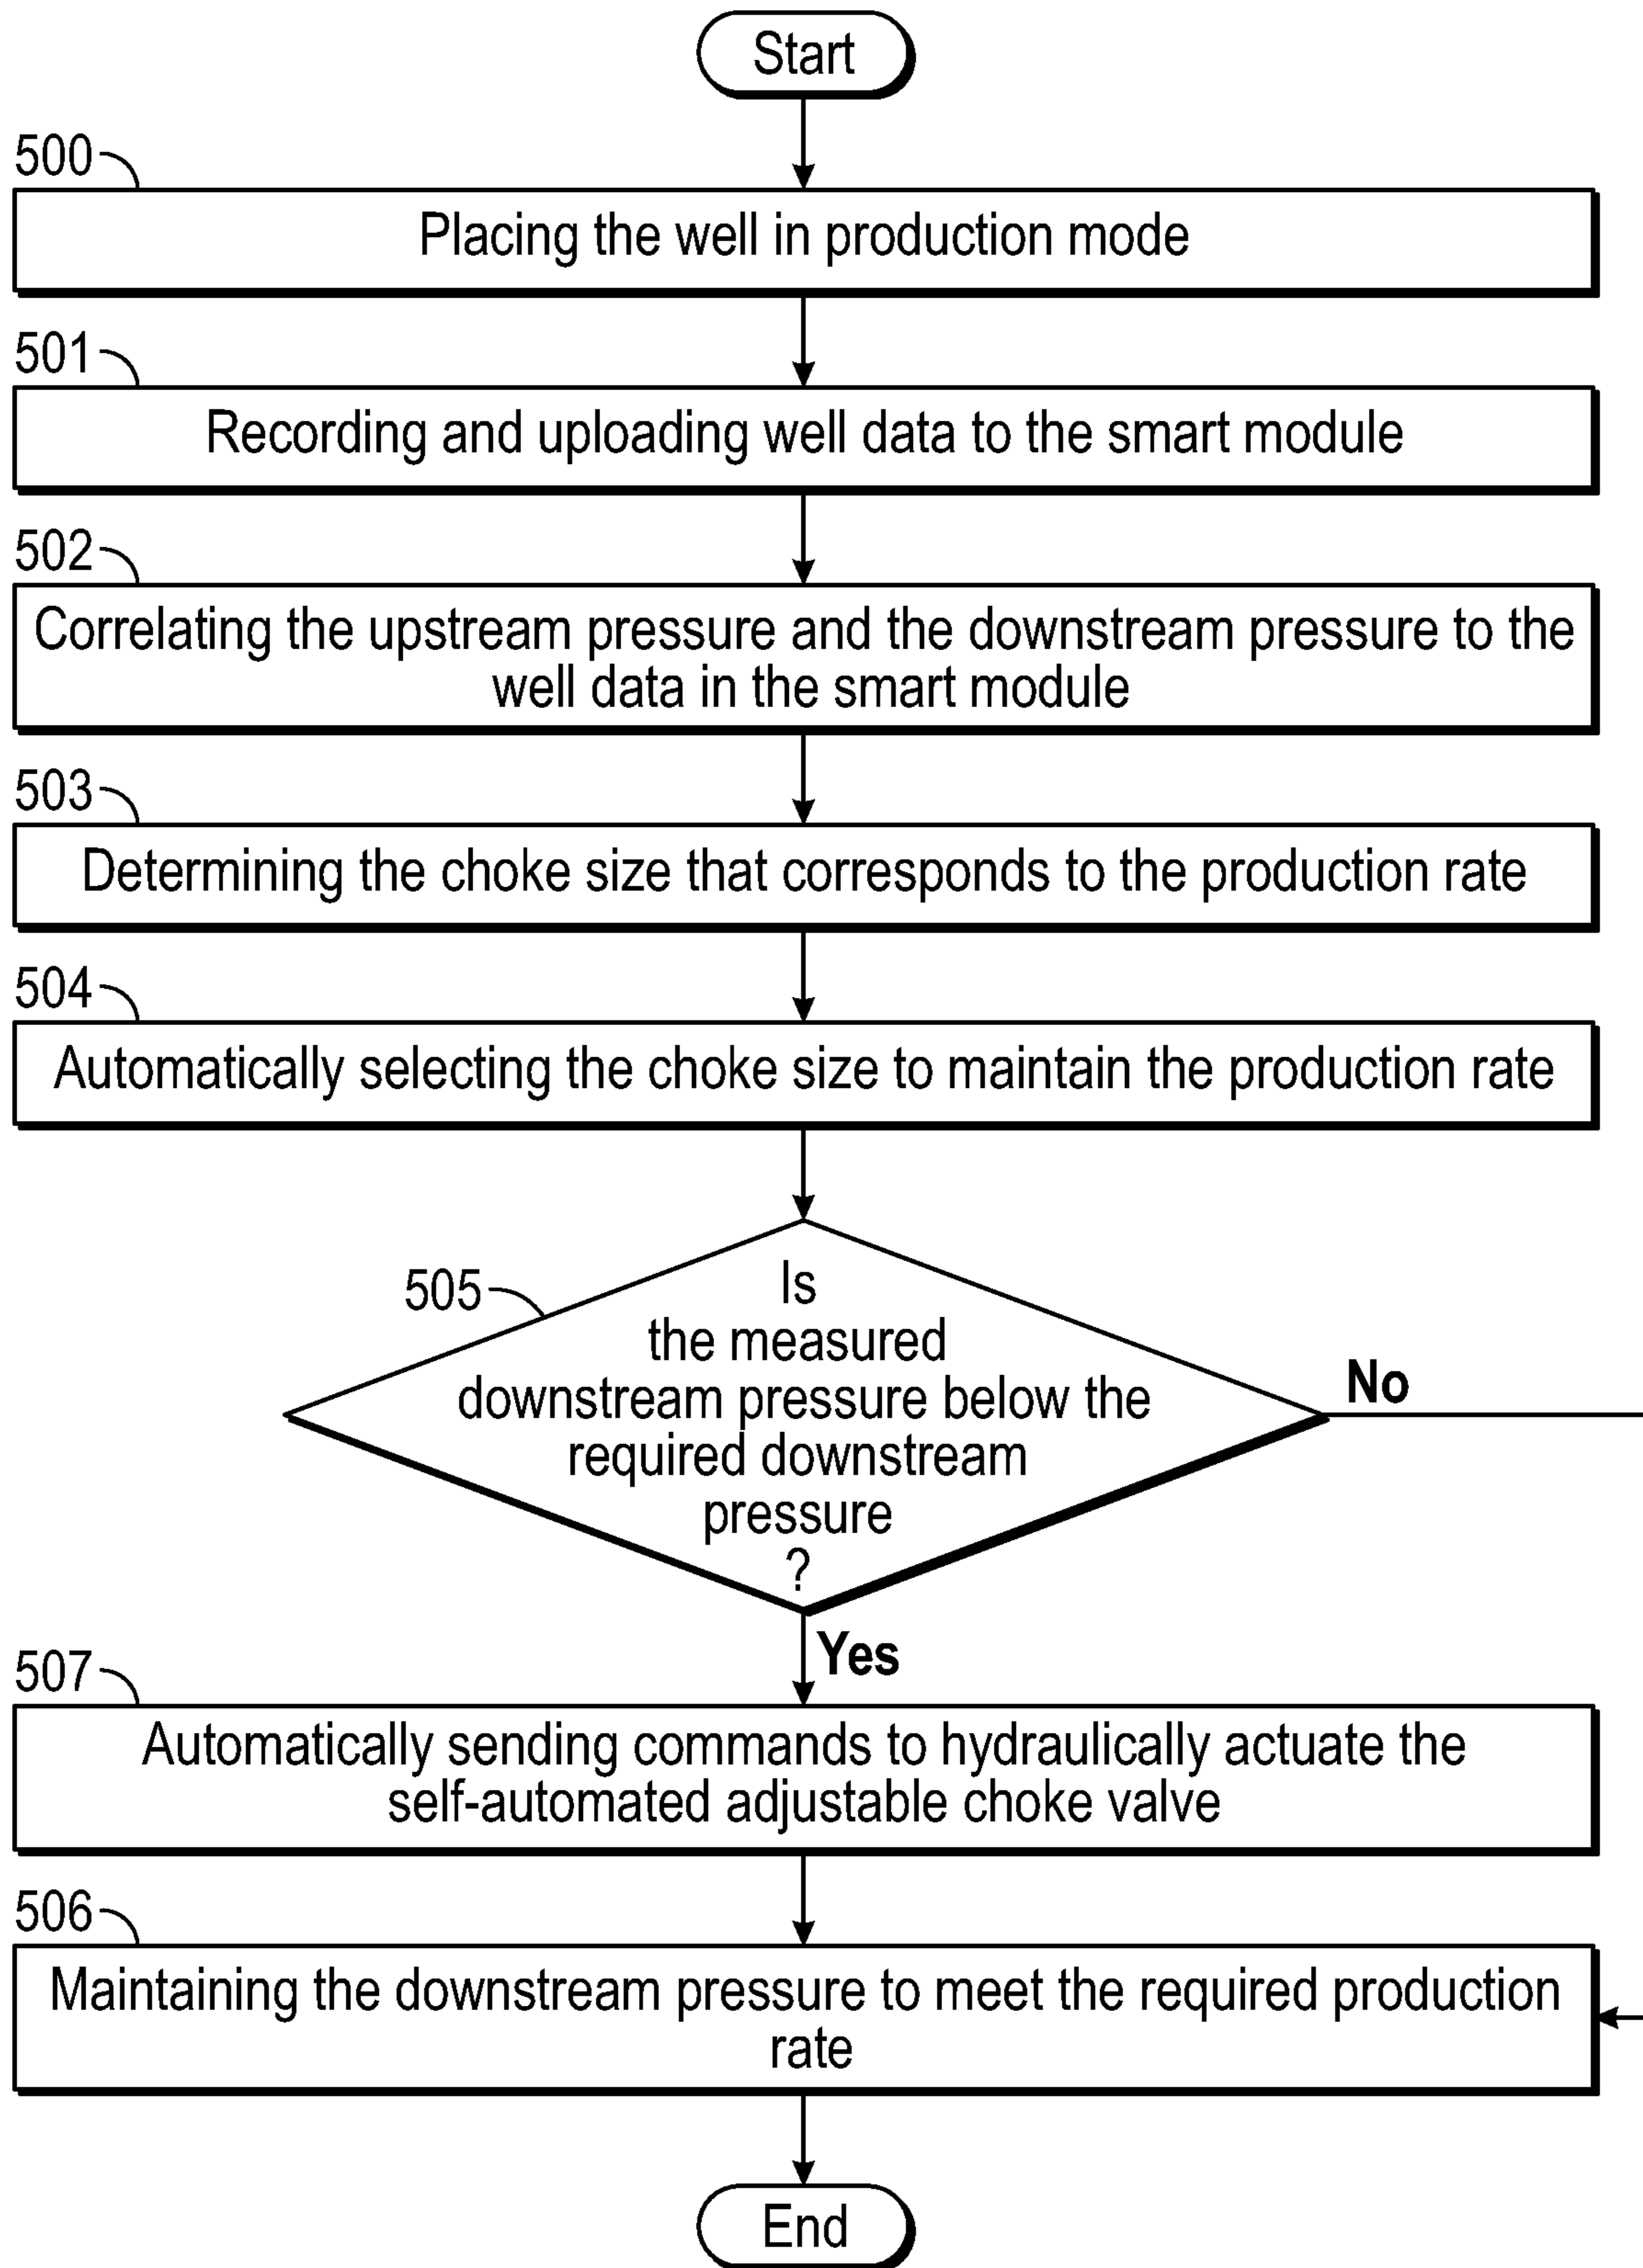 Start
500
Placing the well in production mode
501
Recording and uploading well data to the smart module
502
Correlating the upstream pressure and the downstream pressure to the
well data in the smart module
503
Determining the choke size that corresponds to the production rate
504
Automatically selecting the choke size to maintain the production rate
505
Is
the measured
downstream pressure below the
required downstream
pressure
?
No
Yes
507
Automatically sending commands to hydraulically actuate the
self-automated adjustable choke valve
506
Maintaining the downstream pressure to meet the required production
rate
End